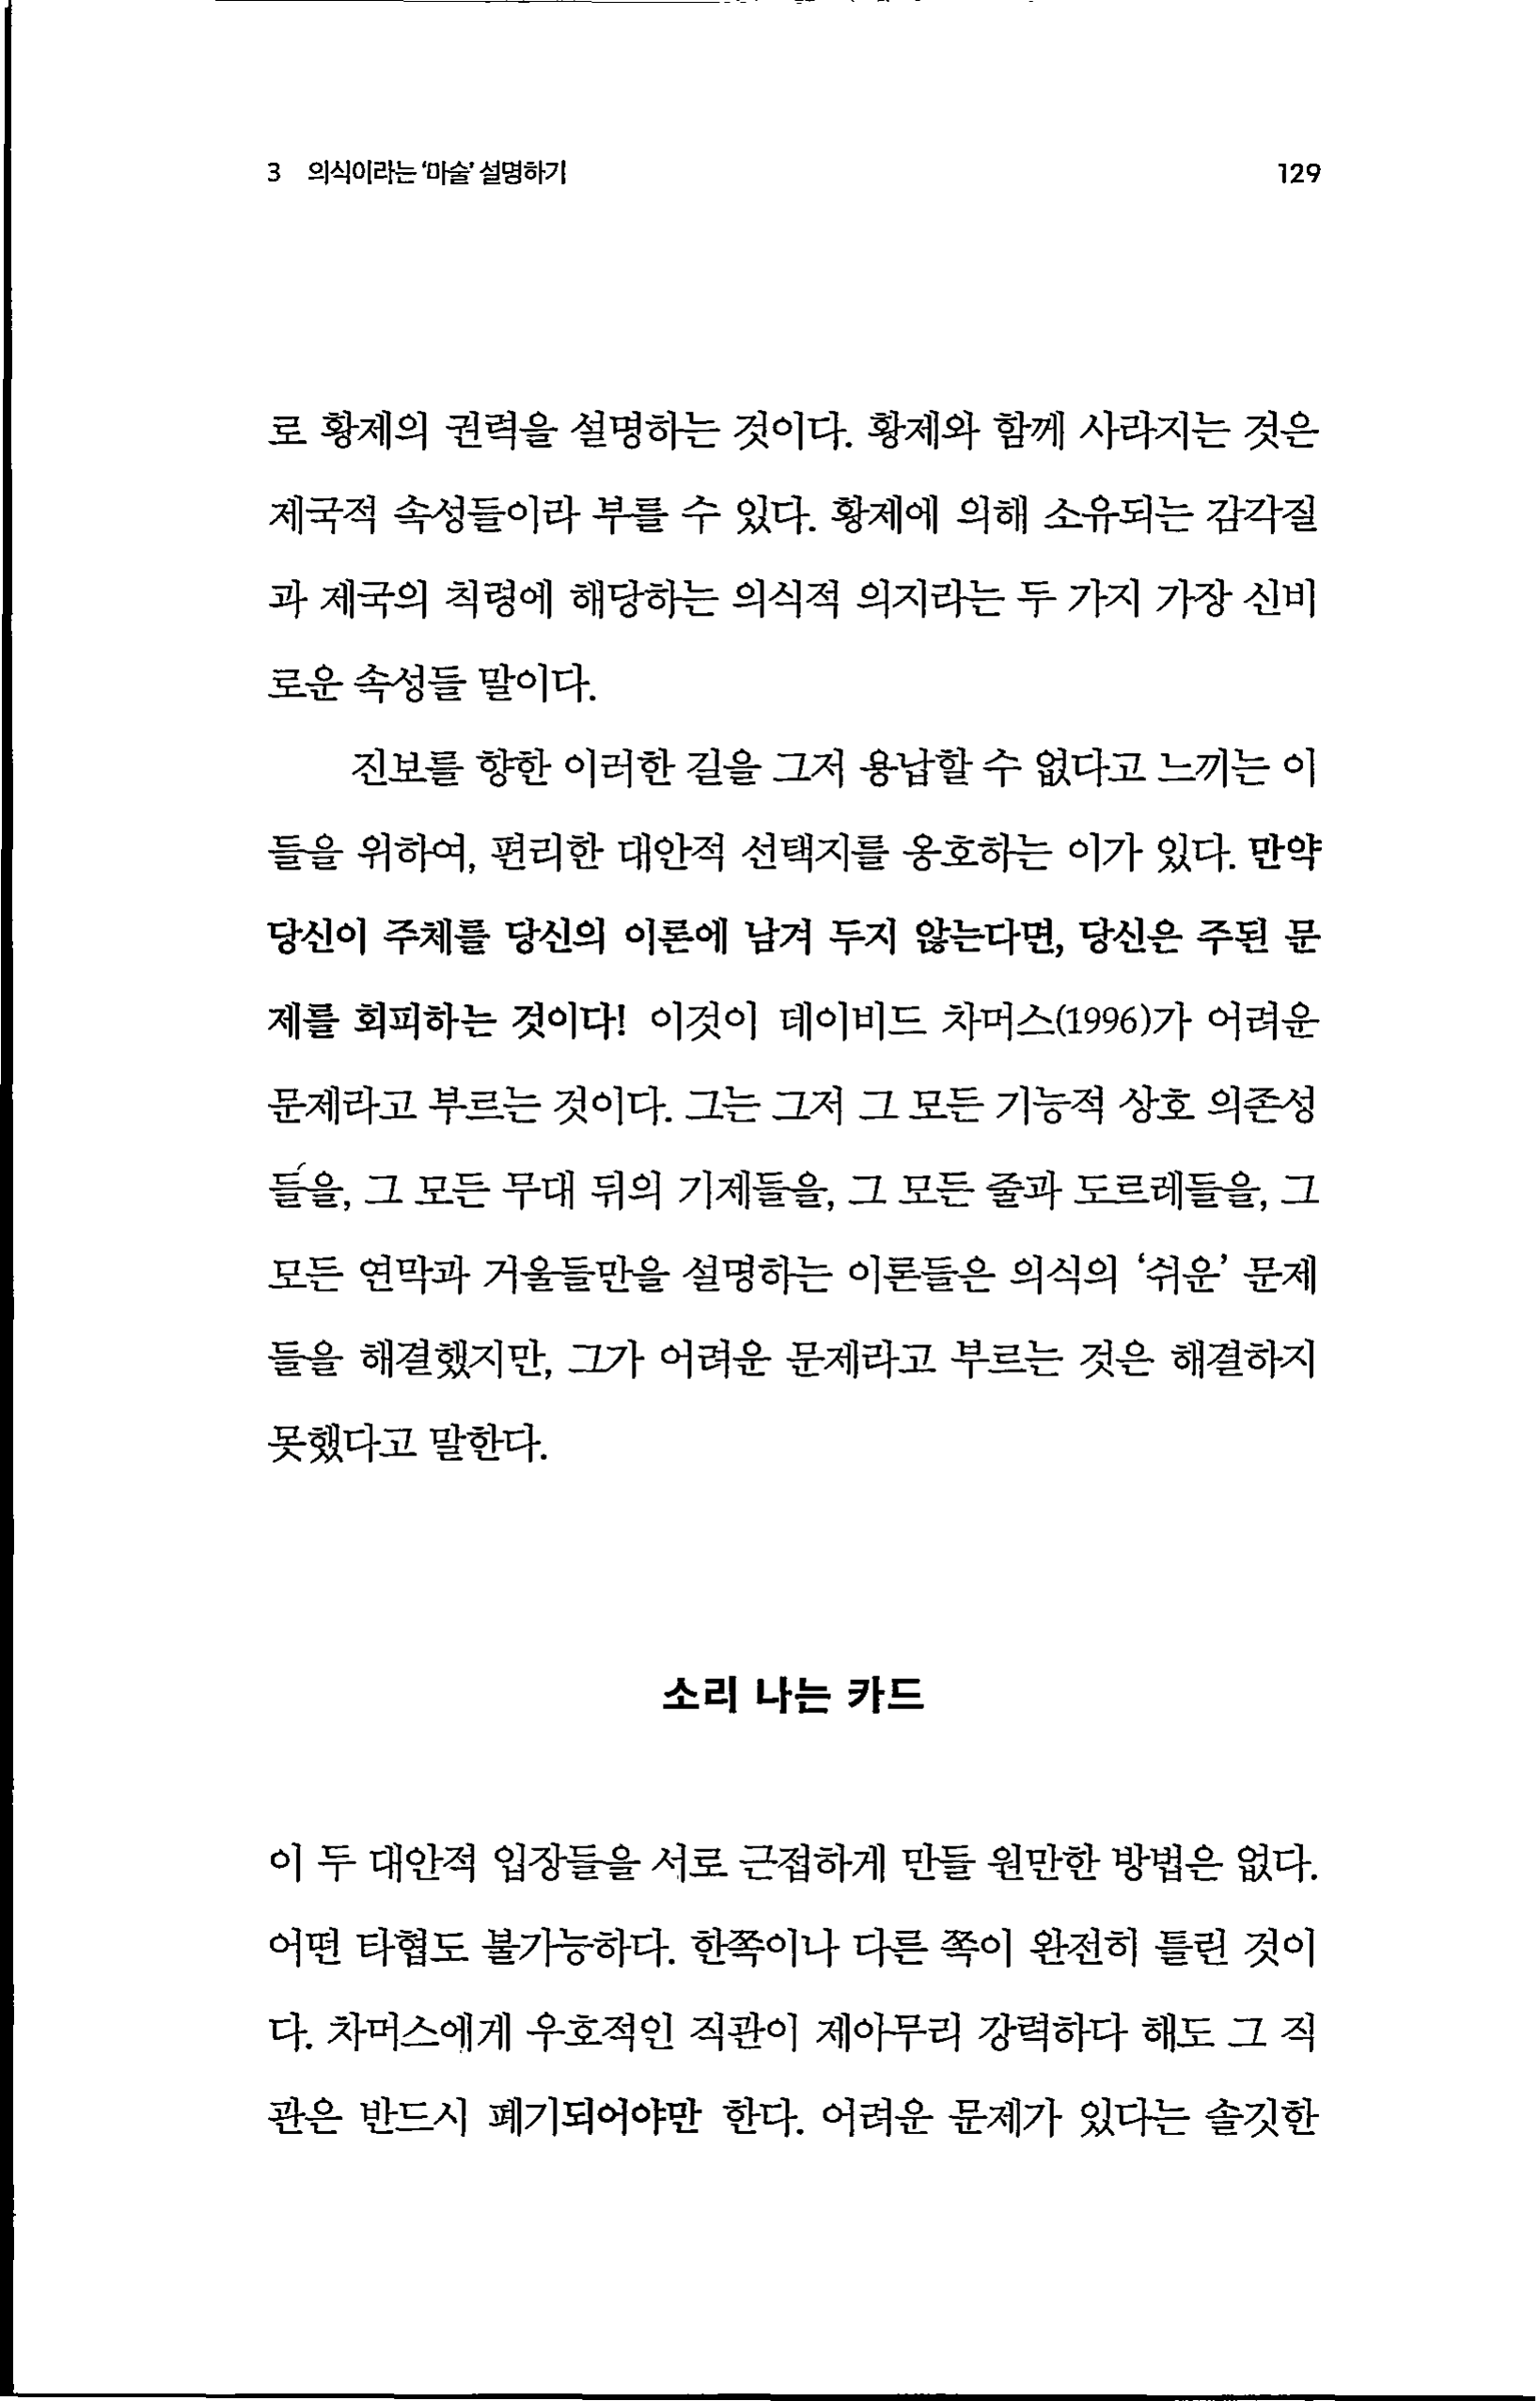 3 의식이라는 ‘마술’ 설명하기 129
로 황제의 권력을 설명하는 것이다. 황제와 함께 사라지는 것은
제국적 속성들이라 부를 수 있다. 황제에 의해 소유되는 감각질
과 제국의 칙령에 해당하는 의식적 의지라는 두 가지 가장 신비
로운 속성들 말이다.
진보를 향한 이러한 길을 그저 용납할 수 없다고 느끼는 이
들을 위하여, 편리한 대안적 선택지를 옹호하는 이가 있다. 만약
당신이 주체를 당신의 이론에 남겨 두지 않는다면, 당신은 주된 문
제를 회피하는 것이다! 이것이 데이비드 차머스(1996)가 어려운
문제라고 부르는 것이다. 그는 그저 그 모든 기능적 상호 의존성
들을, 그 모든 무대 뒤의 기제들을, 그 모든 줄과 도르레들을, 그
모든 연막과 거울들만을 설명하는 이론들은 의식의 ‘쉬운’ 문제
들을 해결했지만, 그가 어려운 문제라고 부르는 것은 해결하지
못했다고 말한다.
소리 나는 카드
이 두 대안적 입장들을 서로 근접하게 만들 원만한 방법은 없다.
어떤 타협도 불가능하다. 한쪽이나 다른 쪽이 완전히 틀린 것이
다. 차머스에게 우호적인 직관이 제아무리 강력하다 해도 그 직
관은 반드시 폐기되어야만 한다. 어려운 문제가 있다는 솔깃한